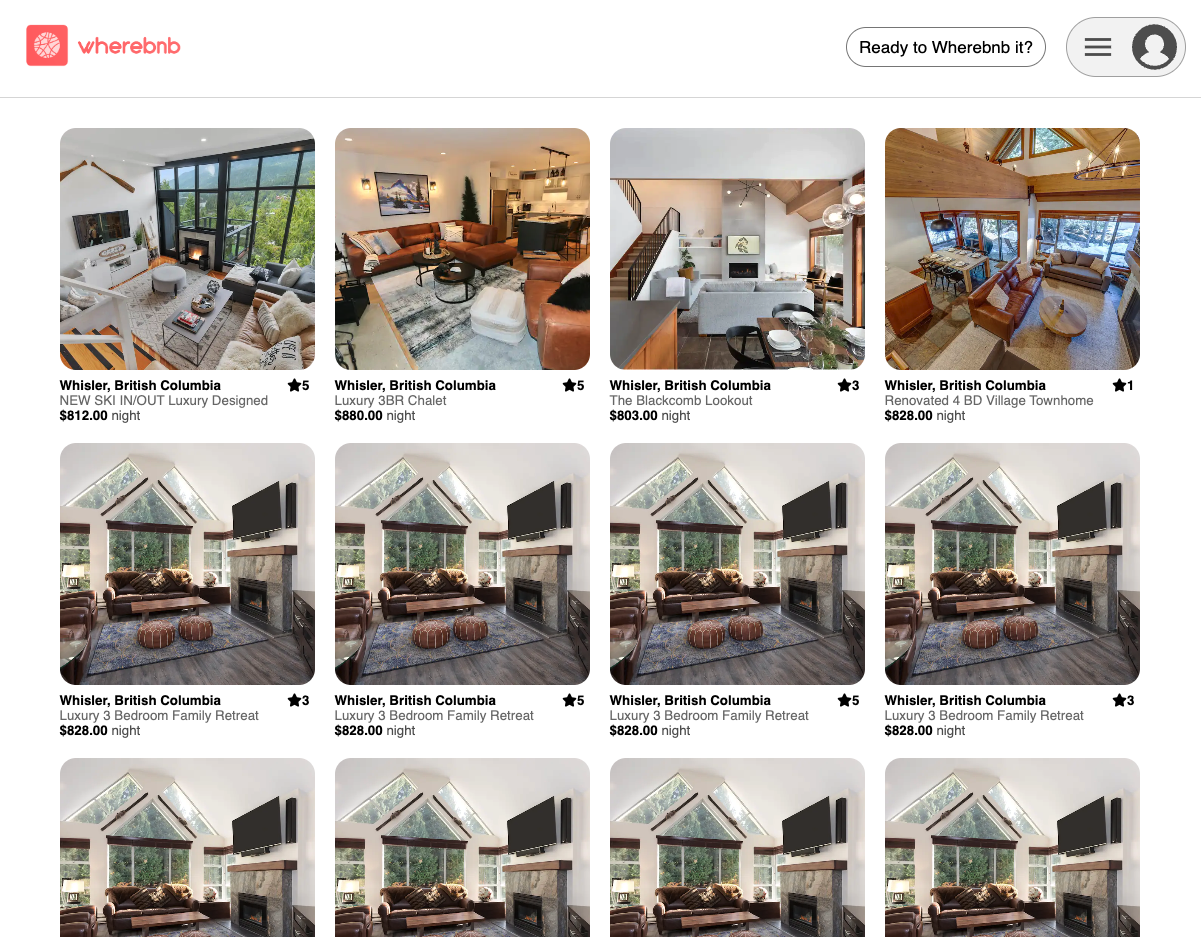 wherebnb
Ready to Wherebnb it?
Whisler, British Columbia
5
NEW SKI IN/OUT Luxury Designed
$812.00 night
Whisler, British Columbia
5
Luxury 3BR Chalet
$880.00 night
Whisler, British Columbia
3
The Blackcomb Lookout
$803.00 night
Whisler, British Columbia
1
Renovated 4 BD Village Townhome
$828.00 night
Whisler, British Columbia
3
Luxury 3 Bedroom Family Retreat
$828.00 night
Whisler, British Columbia
5
Luxury 3 Bedroom Family Retreat
$828.00 night
Whisler, British Columbia
5
Luxury 3 Bedroom Family Retreat
$828.00 night
Whisler, British Columbia
3
Luxury 3 Bedroom Family Retreat
$828.00 night